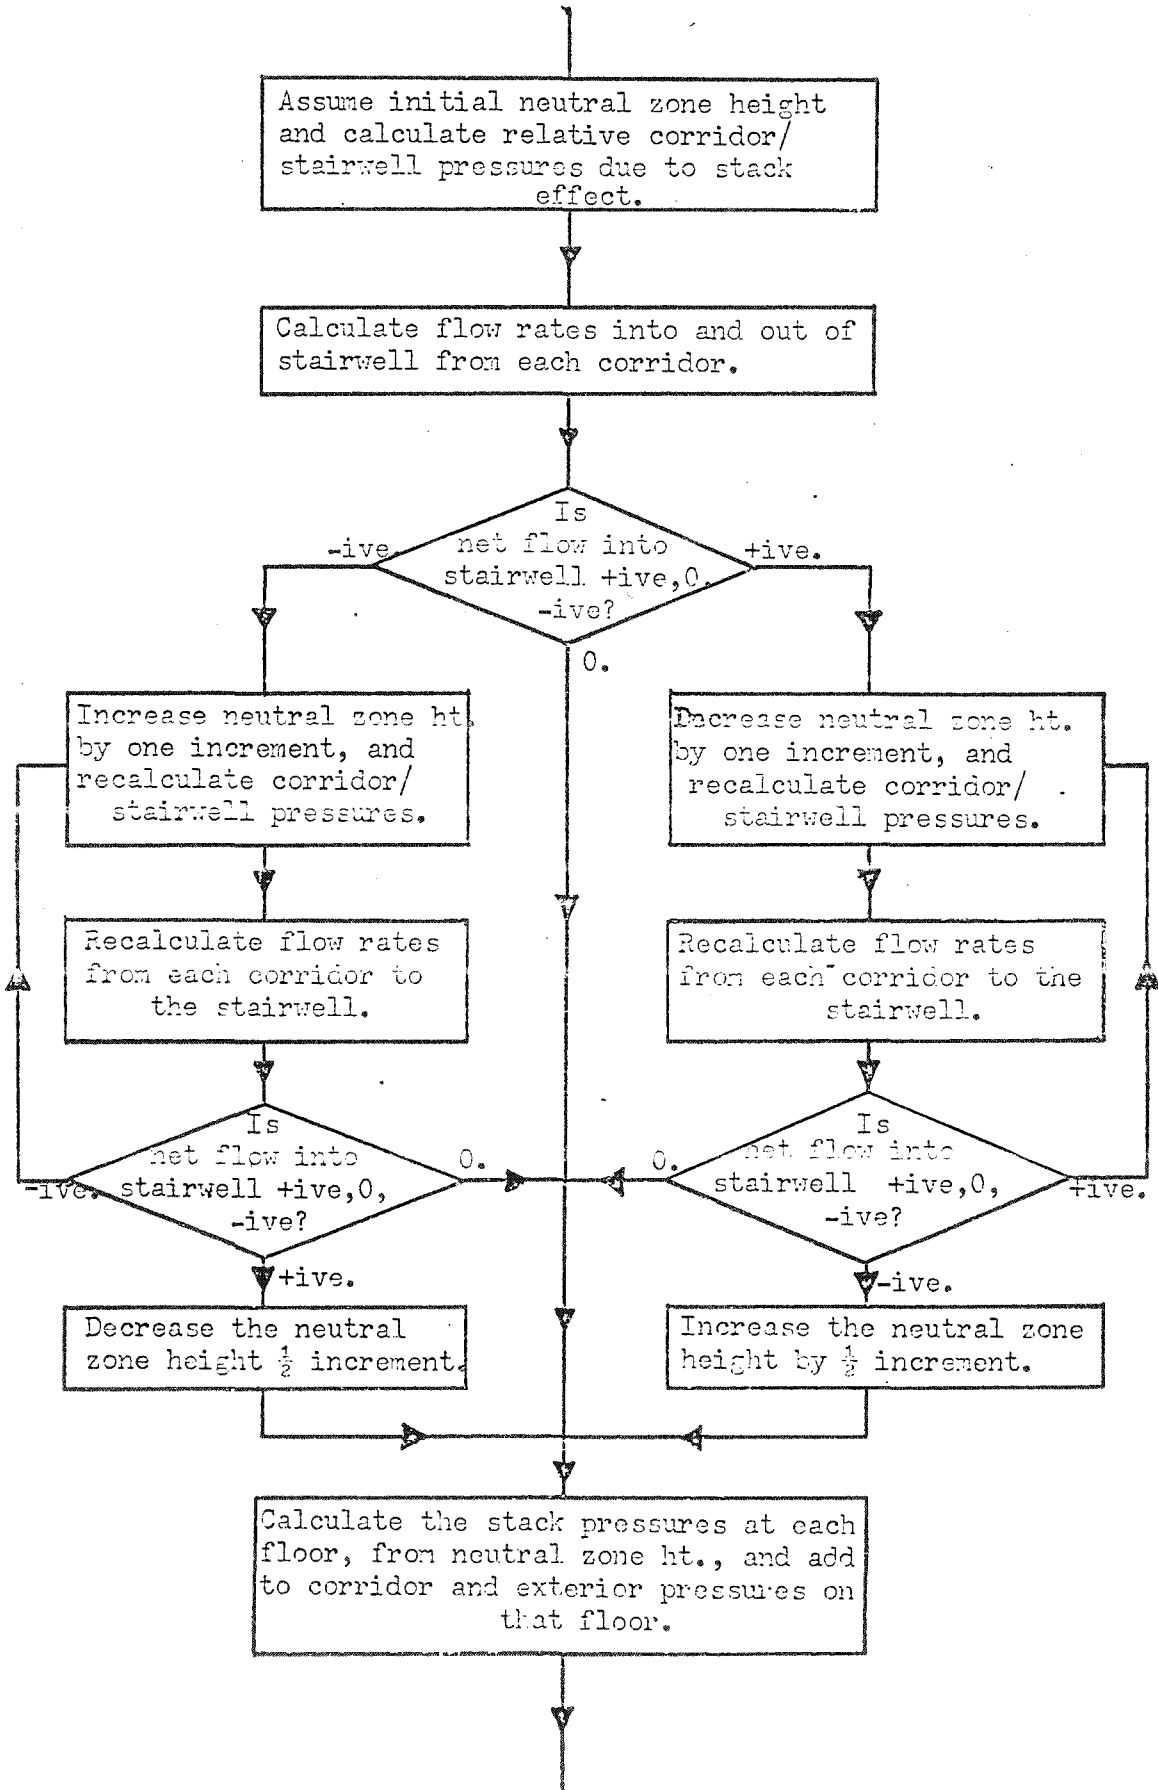 Assume initial neutral zone height
and calculate relative corridor/
stairwell pressures due to stack
effect.
Calculate flow rates into and out of
stairwell from each corridor.
Is
net flow into
stairwell +ive,0.
-ive?
-ive.
+ive.
0.
Increase neutral zone ht.
by one increment, and
recalculate corridor/
stairwell pressures.
Decrease neutral zone ht.
by one increment, and
recalculate corridor/
stairwell pressures.
Recalculate flow rates
from each corridor to
the stairwell.
Recalculate flow rates
from each corridor to the
stairwell.
Is
net flow into
stairwell +ive,0,
-ive?
-ive.
0.
+ive.
Is
net flow into
stairwell +ive,0,
-ive?
0.
+ive.
-ive.
Decrease the neutral
zone height ½ increment.
Increase the neutral zone
height by ½ increment.
Calculate the stack pressures at each
floor, from neutral zone ht., and add
to corridor and exterior pressures on
that floor.